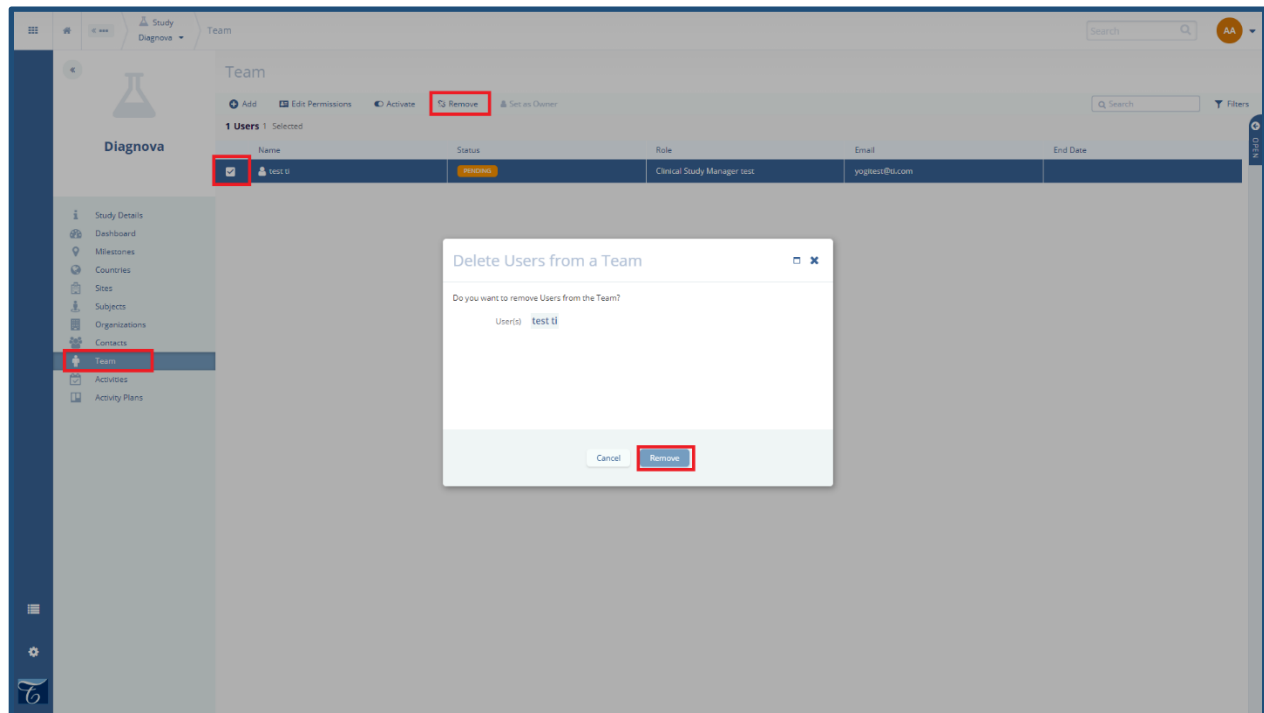 Study
Diagnova
Team
Search
AA
Team
Add Edit Permissions Activate Remove Set as Owner
Search
Filters
1 Users 1 Selected
OPEN
Diagnova
Name Status Role Email End Date
test ti PENDING Clinical Study Manager test yogitest@ti.com
Study Details
Dashboard
Milestones
Countries
Sites
Subjects
Organizations
Contacts
Team
Activities
Activity Plans
Delete Users from a Team
Do you want to remove Users from the Team?
User(s) test ti
Cancel Remove